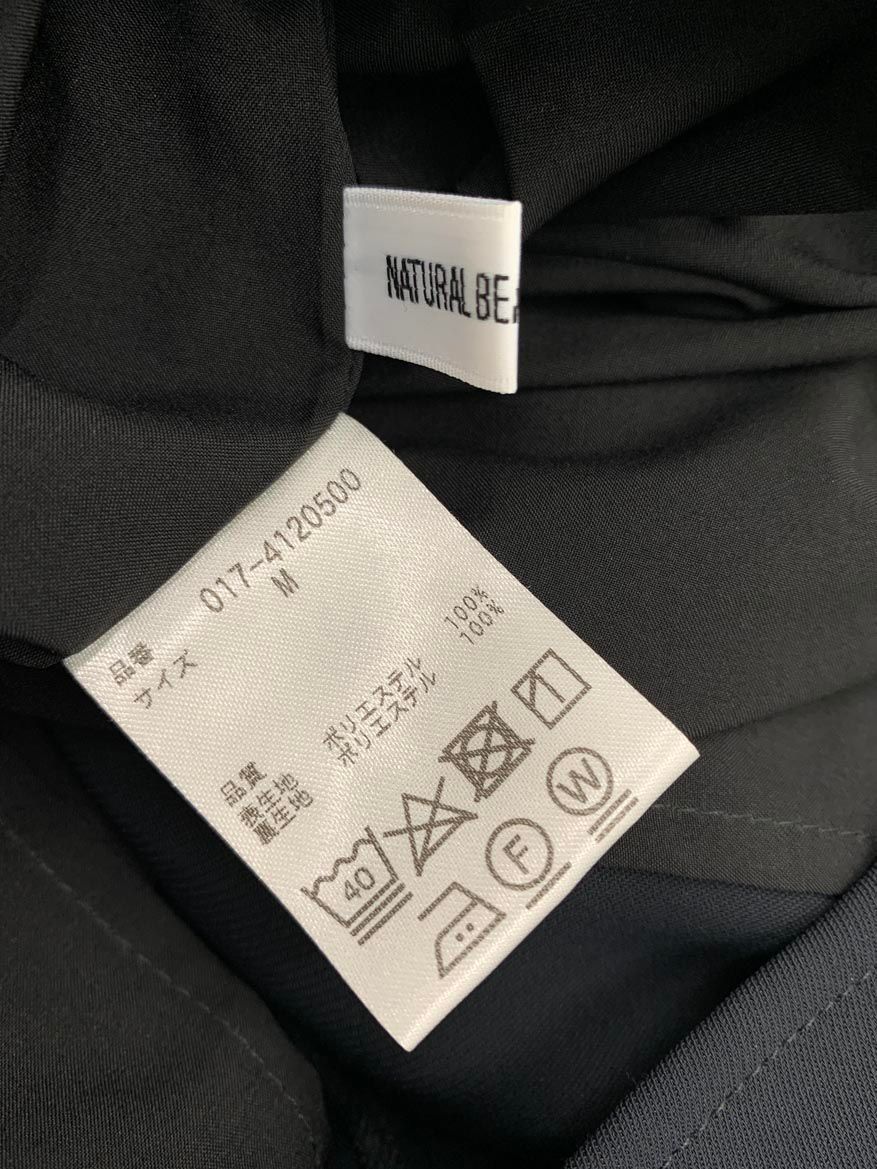 NATURAL BE
品番 017-4120500
サイズ M
品質
表生地 ポリエステル 100%
裏生地 ポリエステル 100%
40
F
W